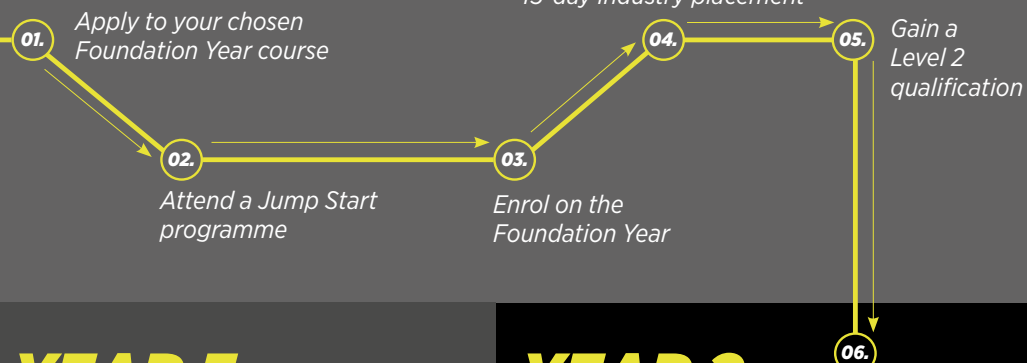 15-day industry placement
01.
Apply to your chosen
Foundation Year course
04.
05.
Gain a
Level 2
qualification
02.
03.
Attend a Jump Start
programme
Enrol on the
Foundation Year
06.